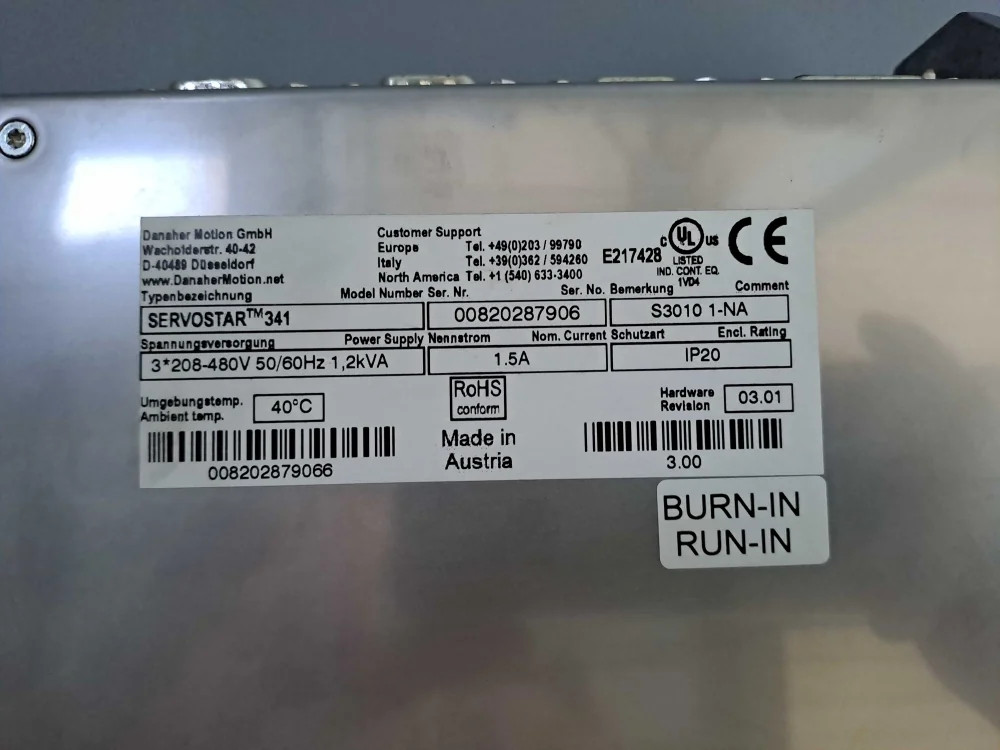 Danaher Motion GmbH
Wacholderstr. 40-42
D-40489 Düsseldorf
www.DanaherMotion.net
Customer Support
Europe Tel. +49(0)203 / 99790
Italy Tel. +39(0)362 / 594260
North America Tel. +1 (540) 633-3400
E217428
C UL US
LISTED
IND. CONT. EQ.
1VD4
CE
Typenbezeichnung Model Number Ser. Nr. Ser. No. Bemerkung Comment
SERVOSTAR™341 00820287906 S3010 1-NA
Spannungsversorgung Power Supply Nennstrom Nom. Current Schutzart Encl. Rating
3*208-480V 50/60Hz 1,2kVA 1.5A IP20
Umgebungstemp.
Ambient temp.
40°C
RoHS
conform
Hardware
Revision
03.01
008202879066
Made in
Austria
3.00
BURN-IN
RUN-IN